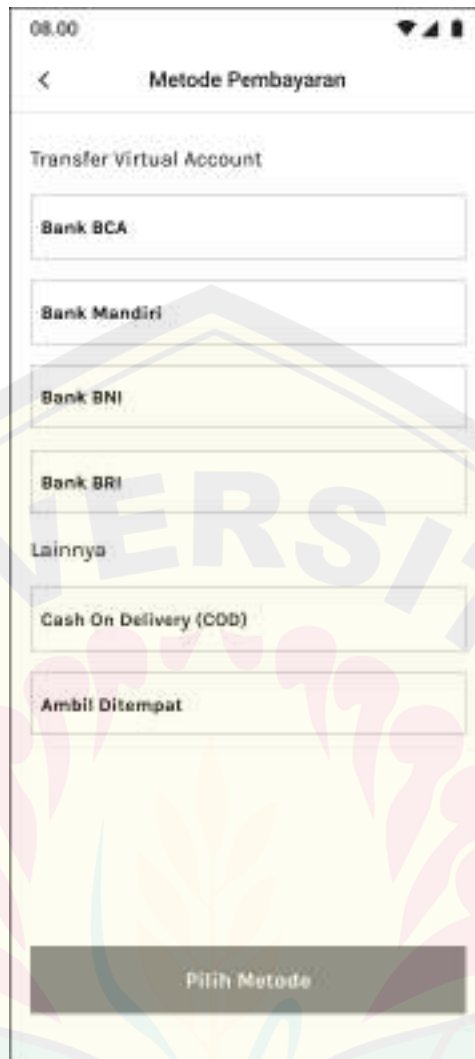 08.00
Metode Pembayaran
Transfer Virtual Account
Bank BCA
Bank Mandiri
Bank BNI
Bank BRI
Lainnya
Cash On Delivery (COD)
Ambil Ditempat
Pilih Metode
VERSIT